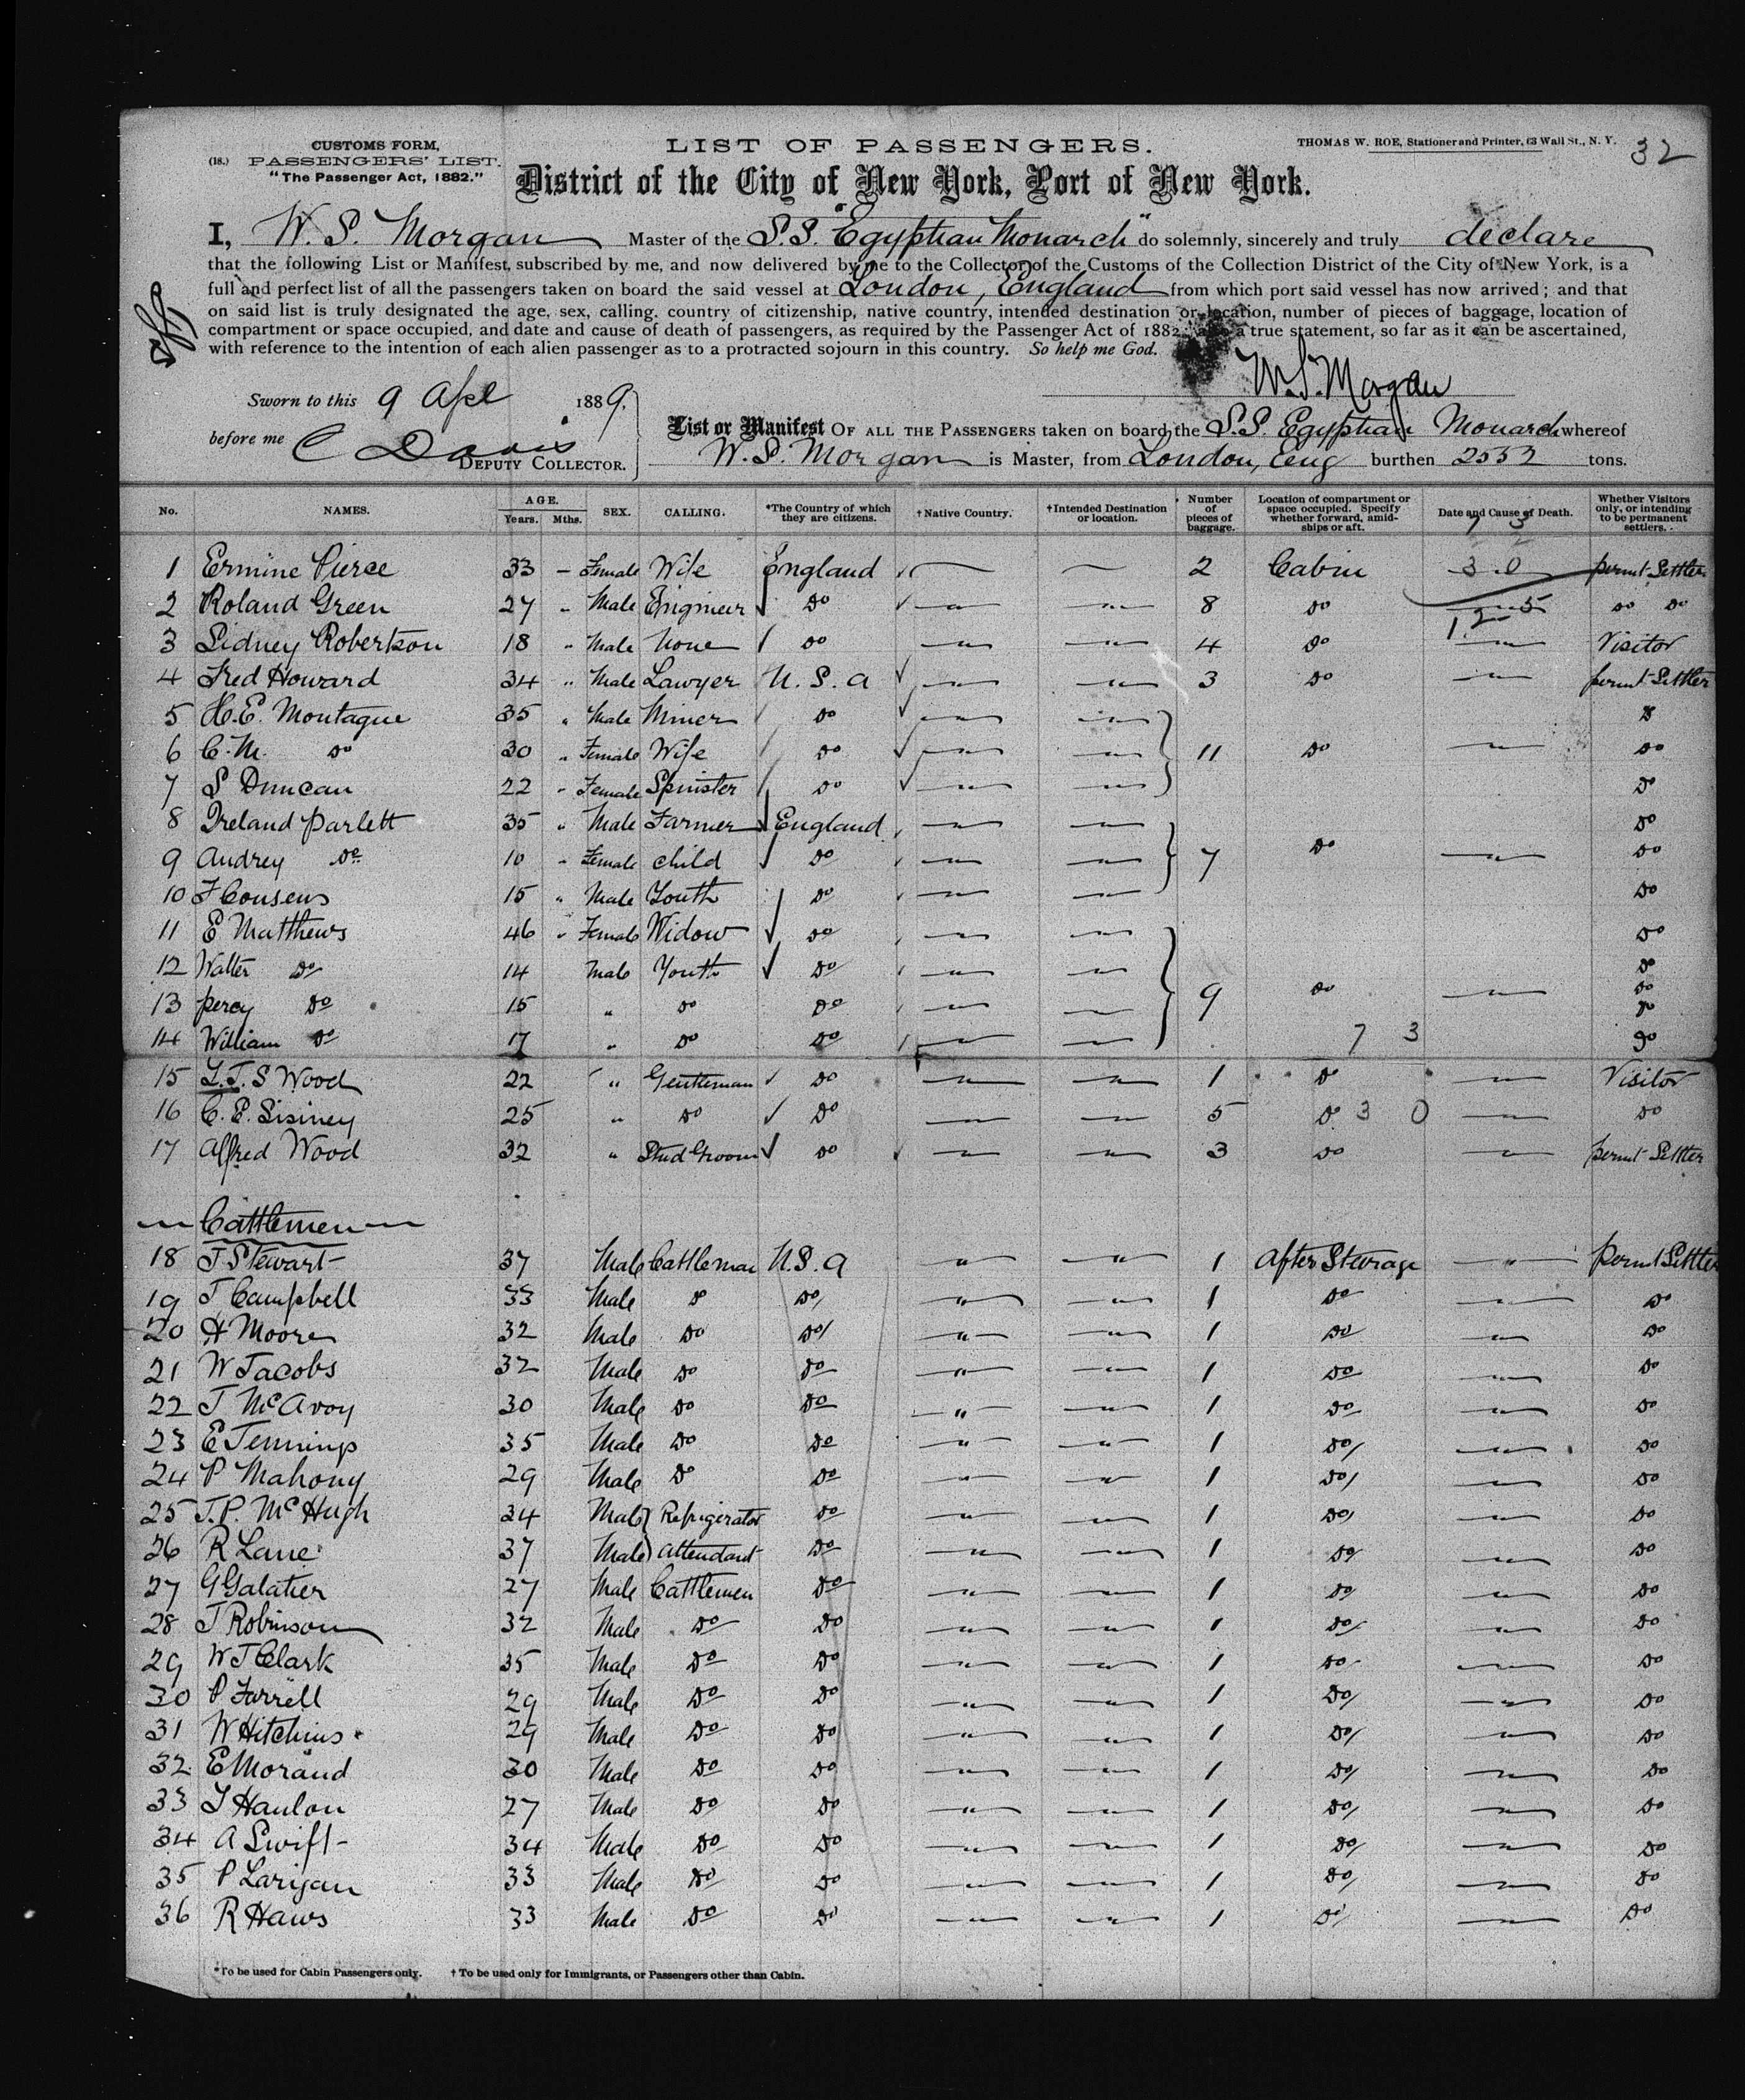 CUSTOMS FORM,
(18.) PASSENGERS' LIST.
"The Passenger Act, 1882."
LIST OF PASSENGERS.
THOMAS W. ROE, Stationer and Printer, 63 Wall St., N. Y.
32
District of the City of New York, Port of New York.
I, W. S. Morgan Master of the S.S. "Egyptian Monarch" do solemnly, sincerely and truly declare
that the following List or Manifest, subscribed by me, and now delivered by me to the Collector of the Customs of the Collection District of the City of New York, is a
full and perfect list of all the passengers taken on board the said vessel at London, England from which port said vessel has now arrived; and that
on said list is truly designated the age, sex, calling, country of citizenship, native country, intended destination or location, number of pieces of baggage, location of
compartment or space occupied, and date and cause of death of passengers, as required by the Passenger Act of 1882, also a true statement, so far as it can be ascertained,
with reference to the intention of each alien passenger as to a protracted sojourn in this country. So help me God.
W. S. Morgan
Sworn to this 9 Apl 1889,
before me C Davis
DEPUTY COLLECTOR.
List or Manifest OF ALL THE PASSENGERS taken on board the S.S. Egyptian Monarch whereof
W. S. Morgan is Master, from London, Eng burthen 2552 tons.
No. NAMES. AGE. Years. Mths. SEX. CALLING. *The Country of which they are citizens. †Native Country. †Intended Destination or location. Number of pieces of baggage. Location of compartment or space occupied. Specify whether forward, amidships or aft. Date and Cause of Death. Whether Visitors only, or intending to be permanent settlers.
1 Ermine Pierce 33 – Female Wife England — — 2 Cabin 3 0 permt Settler
2 Roland Green 27 " Male Engineer Do — — 8 Do Do Do
3 Sidney Robertson 18 " Male None Do — — 4 Do — Visitor
4 Fred Howard 34 " Male Lawyer U. S. A — — 3 Do — permt Settler
5 H. E. Montague 35 " Male Miner Do — — Do
6 C. M. Do 30 " Female Wife Do — — 11 Do — Do
7 S Duncan 22 " Female Spinster Do — — Do
8 Ireland Parlett 35 " Male Farmer England — — Do
9 Audrey Do 10 " Female Child Do — — 7 Do — Do
10 F Cousens 15 " Male Youth Do — — Do
11 E Matthews 46 " Female Widow Do — — Do
12 Walter Do 14 Male Youth Do — — Do
13 Percy Do 15 " Do Do — — 9 Do — Do
14 William Do 17 " Do Do — — 7 3 Do
15 L. T. S Wood 22 " Gentleman Do — — 1 Do — Visitor
16 C. E. Sisiney 25 " Do Do — — 5 Do 3 0 — Do
17 Alfred Wood 32 " Stud Groom Do — — 3 Do — permt Settler
Cattlemen
18 J Stewart 37 Male Cattleman U.S.A — — 1 After Steerage — Permt Settler
19 J Campbell 33 Male Do Do — — 1 Do — Do
20 H Moore 32 Male Do Do — — 1 Do — Do
21 W Jacobs 32 Male Do Do — — 1 Do — Do
22 J McAvoy 30 Male Do Do — — 1 Do — Do
23 E Jennings 35 Male Do Do — — 1 Do — Do
24 P Mahony 29 Male Do Do — — 1 Do — Do
25 J. P. McHugh 24 Male Refrigerator Do — — 1 Do — Do
26 R Lane 37 Male Attendant Do — — 1 Do — Do
27 G Galatier 27 Male Cattlemen Do — — 1 Do — Do
28 J Robinson 32 Male Do Do — — 1 Do — Do
29 W J Clark 35 Male Do Do — — 1 Do — Do
30 P Farrell 29 Male Do Do — — 1 Do — Do
31 W Hitchins 29 Male Do Do — — 1 Do — Do
32 E Morand 30 Male Do Do — — 1 Do — Do
33 J Hanlon 27 Male Do Do — — 1 Do — Do
34 A Swift 34 Male Do Do — — 1 Do — Do
35 P Larigan 33 Male Do Do — — 1 Do — Do
36 R Haws 33 Male Do Do — — 1 Do — Do
*To be used for Cabin Passengers only. †To be used only for Immigrants, or Passengers other than Cabin.